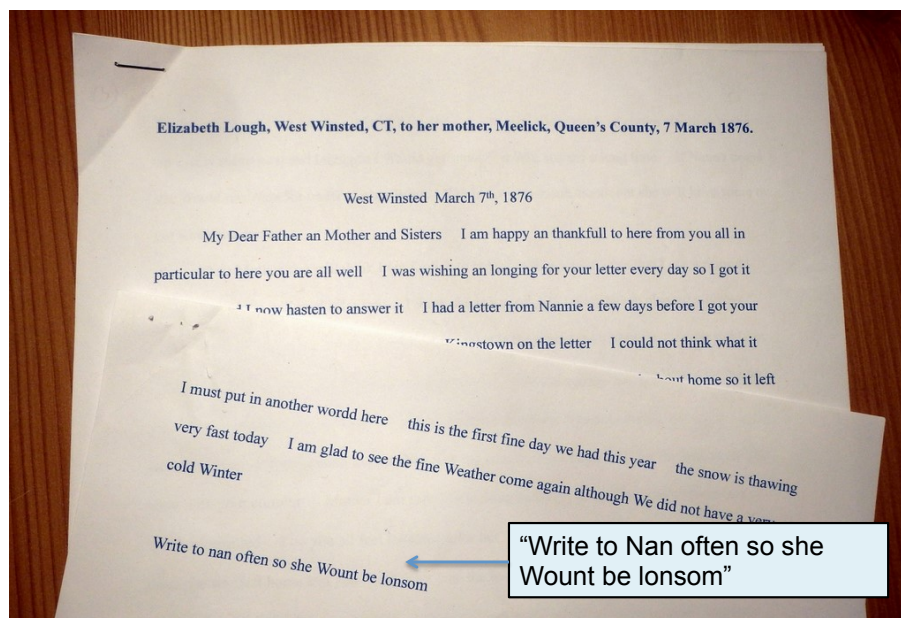 Elizabeth Lough, West Winsted, CT, to her mother, Meelick, Queen's County, 7 March 1876.
West Winsted March 7th, 1876
My Dear Father an Mother and Sisters I am happy an thankfull to here from you all in
particular to here you are all well I was wishing an longing for your letter every day so I got it
I now hasten to answer it I had a letter from Nannie a few days before I got your
Kingstown on the letter I could not think what it
home so it left
I must put in another wordd here this is the first fine day we had this year the snow is thawing
very fast today I am glad to see the fine Weather come again although We did not have a very
cold Winter
Write to nan often so she Wount be lonsom
“Write to Nan often so she
Wount be lonsom”